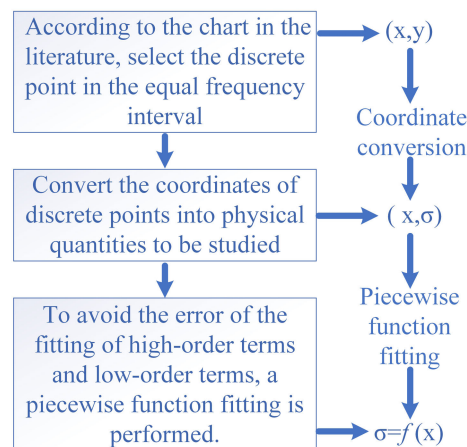 According to the chart in the
literature, select the discrete
point in the equal frequency
interval
(x,y)
Coordinate
conversion
Convert the coordinates of
discrete points into physical
quantities to be studied
( x,σ)
Piecewise
function
fitting
To avoid the error of the
fitting of high-order terms
and low-order terms, a
piecewise function fitting is
performed.
σ=f (x)